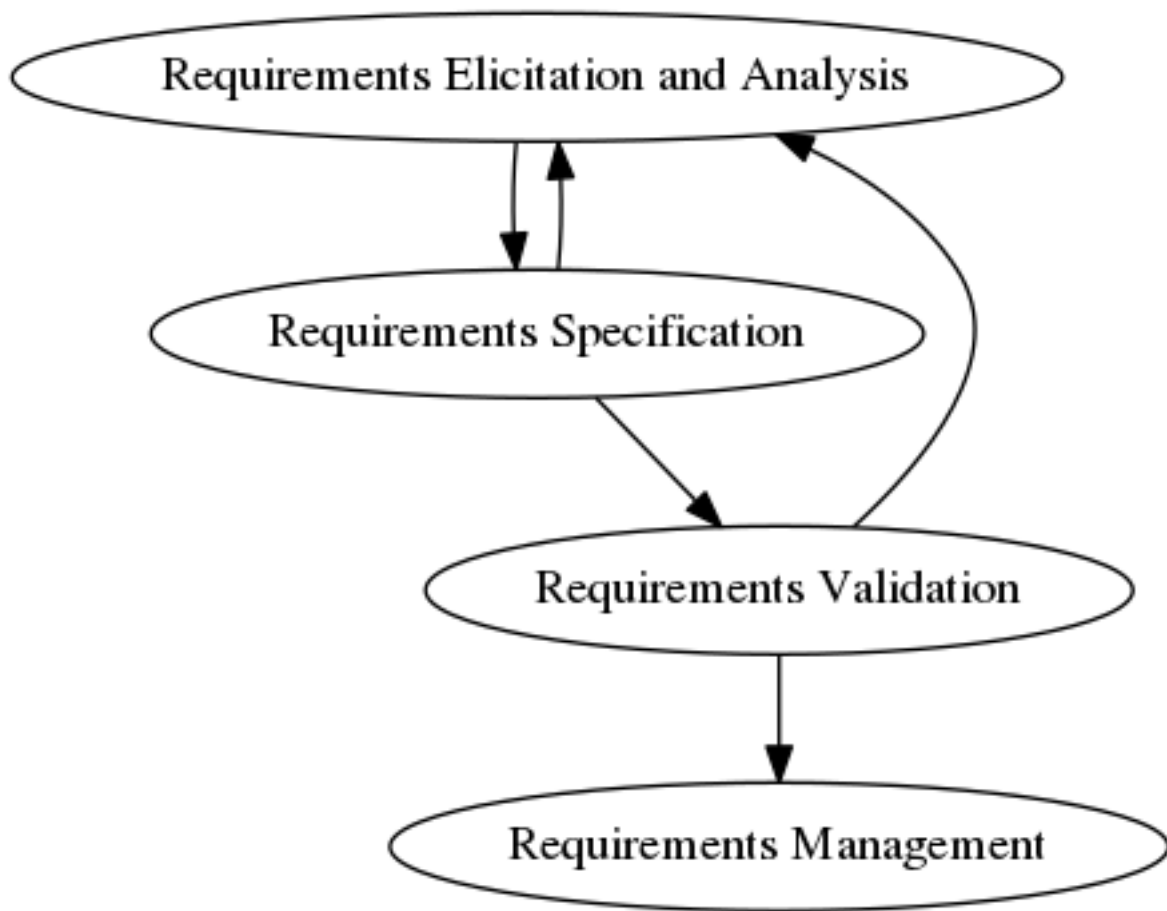 Requirements Elicitation and Analysis
Requirements Specification
Requirements Validation
Requirements Management